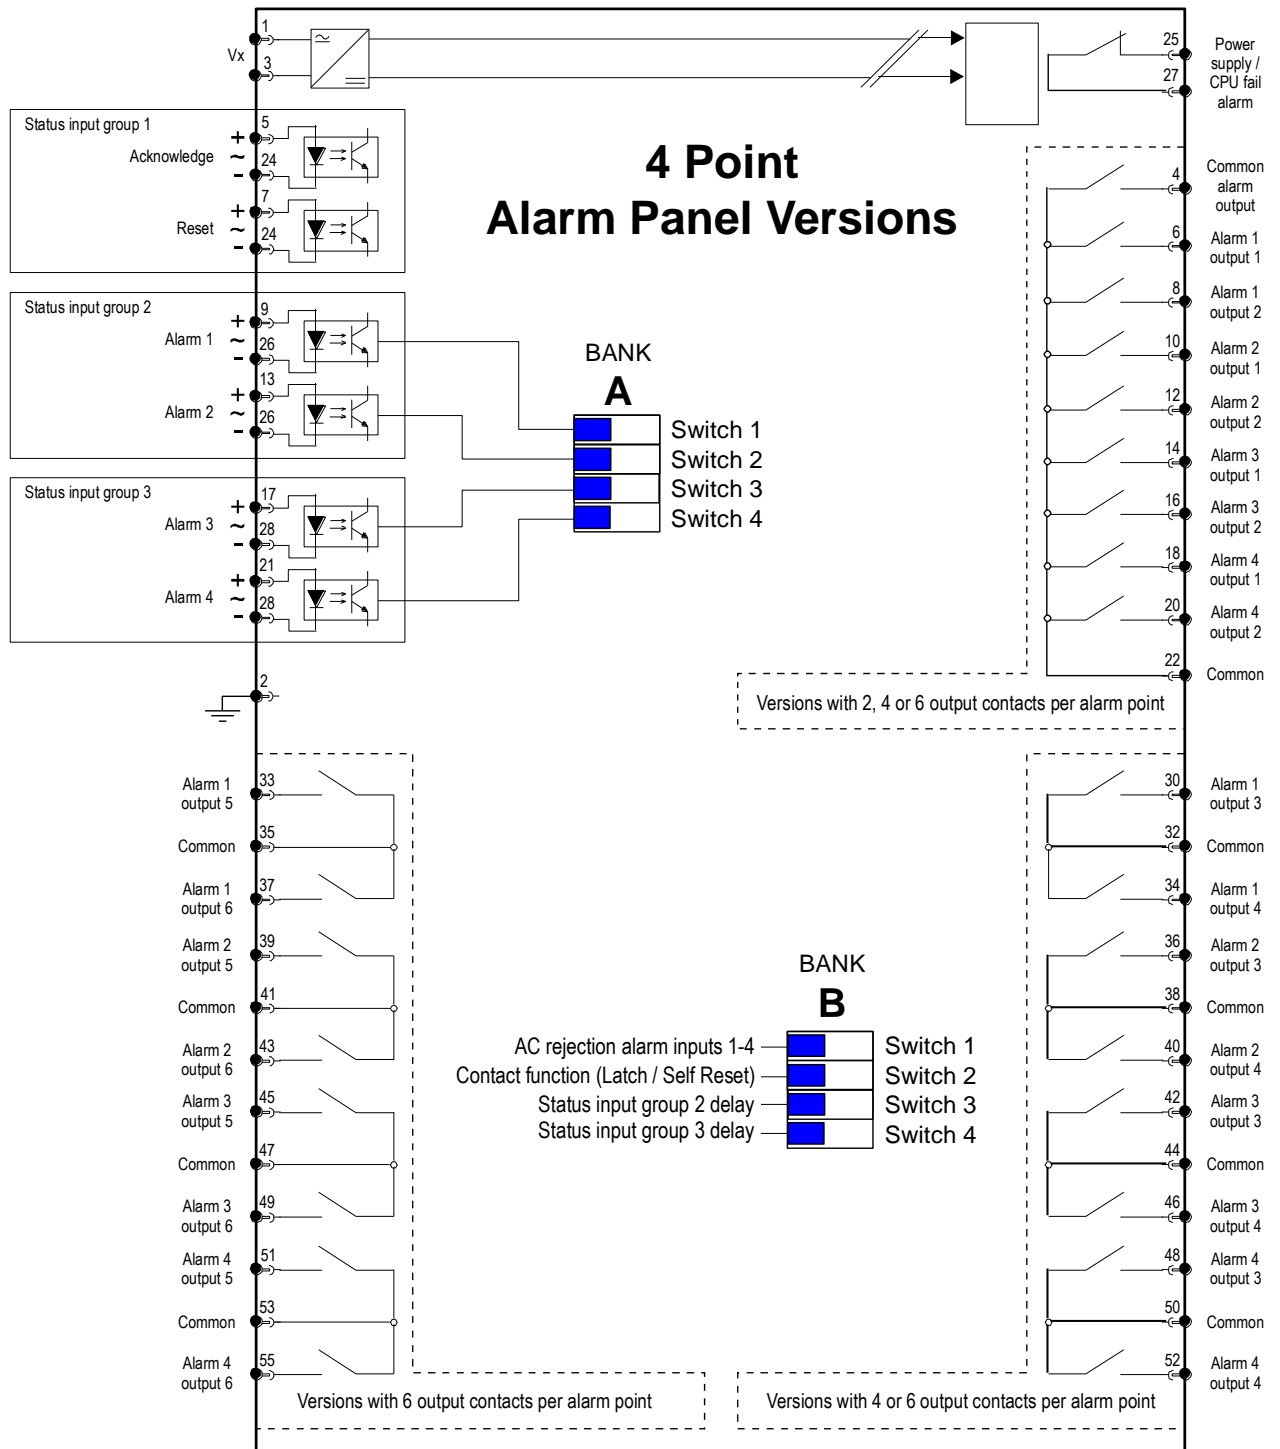 4 Point
Alarm Panel Versions
1
Vx
3
Status input group 1
5
+
Acknowledge
~
24
-
7
+
Reset
~
24
-
Status input group 2
9
+
Alarm 1
~
26
-
13
+
Alarm 2
~
26
-
Status input group 3
17
+
Alarm 3
~
28
-
21
+
Alarm 4
~
28
-
2
BANK
A
Switch 1
Switch 2
Switch 3
Switch 4
25
27
Power
supply /
CPU fail
alarm
4
Common
alarm
output
6
Alarm 1
output 1
8
Alarm 1
output 2
10
Alarm 2
output 1
12
Alarm 2
output 2
14
Alarm 3
output 1
16
Alarm 3
output 2
18
Alarm 4
output 1
20
Alarm 4
output 2
22
Common
Versions with 2, 4 or 6 output contacts per alarm point
33
Alarm 1
output 5
35
Common
37
Alarm 1
output 6
39
Alarm 2
output 5
41
Common
43
Alarm 2
output 6
45
Alarm 3
output 5
47
Common
49
Alarm 3
output 6
51
Alarm 4
output 5
53
Common
55
Alarm 4
output 6
Versions with 6 output contacts per alarm point
BANK
B
AC rejection alarm inputs 1-4
Switch 1
Contact function (Latch / Self Reset)
Switch 2
Status input group 2 delay
Switch 3
Status input group 3 delay
Switch 4
30
Alarm 1
output 3
32
Common
34
Alarm 1
output 4
36
Alarm 2
output 3
38
Common
40
Alarm 2
output 4
42
Alarm 3
output 3
44
Common
46
Alarm 3
output 4
48
Alarm 4
output 3
50
Common
52
Alarm 4
output 4
Versions with 4 or 6 output contacts per alarm point